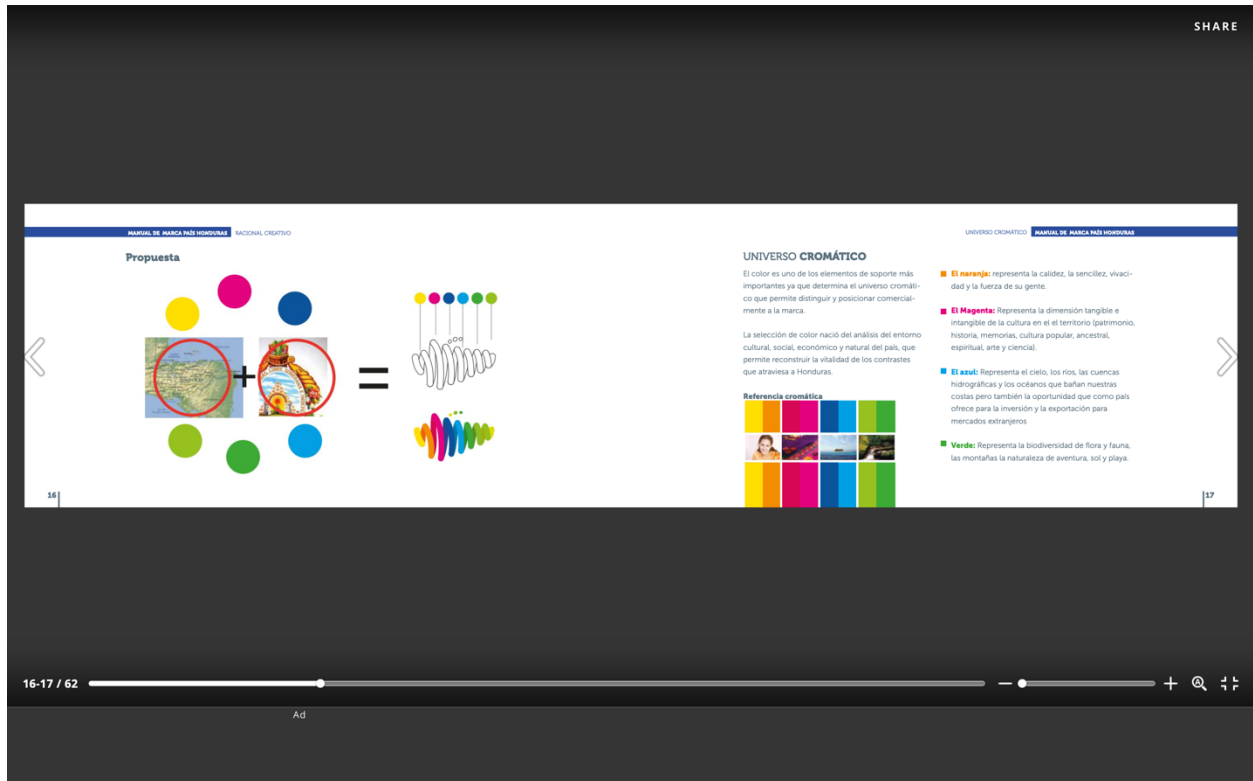 SHARE
MANUAL DE MARCA PAÍS HONDURAS RACIONAL CREATIVO
Propuesta
16
UNIVERSO CROMÁTICO MANUAL DE MARCA PAÍS HONDURAS
UNIVERSO CROMÁTICO
El color es uno de los elementos de soporte más
importantes ya que determina el universo cromáti-
co que permite distinguir y posicionar comercial-
mente a la marca.
La selección de color nació del análisis del entorno
cultural, social, económico y natural del país, que
permite reconstruir la vitalidad de los contrastes
que atraviesa a Honduras.
Referencia cromática
El naranja: representa la calidez, la sencillez, vivaci-
dad y la fuerza de su gente.
El Magenta: Representa la dimensión tangible e
intangible de la cultura en el el territorio (patrimonio,
historia, memorias, cultura popular, ancestral,
espiritual, arte y ciencia).
El azul: Representa el cielo, los ríos, las cuencas
hidrográficas y los océanos que bañan nuestras
costas pero también la oportunidad que como país
ofrece para la inversión y la exportación para
mercados extranjeros
Verde: Representa la biodiversidad de flora y fauna,
las montañas la naturaleza de aventura, sol y playa.
17
16-17 / 62
Ad